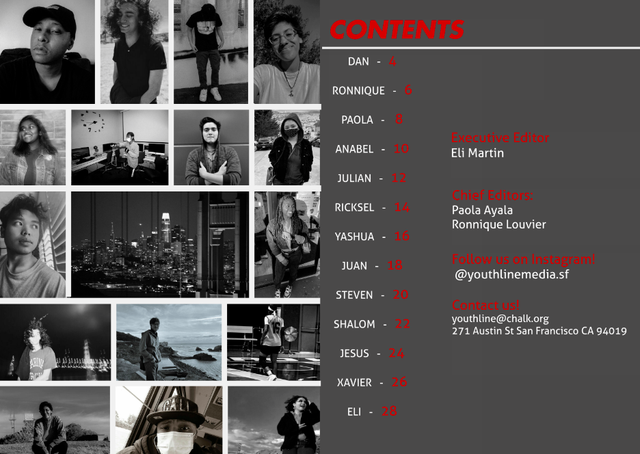 CONTENTS
DAN - 4
RONNIQUE - 6
PAOLA - 8
ANABEL - 10
JULIAN - 12
RICKSEL - 14
YASHUA - 16
JUAN - 18
STEVEN - 20
SHALOM - 22
JESUS - 24
XAVIER - 26
ELI - 28
Executive Editor
Eli Martin
Chief Editors:
Paola Ayala
Ronnique Louvier
Follow us on instagram!
@youthlinemedia.sf
Contact us!
youthline@chalk.org
271 Austin St San Francisco CA 94019